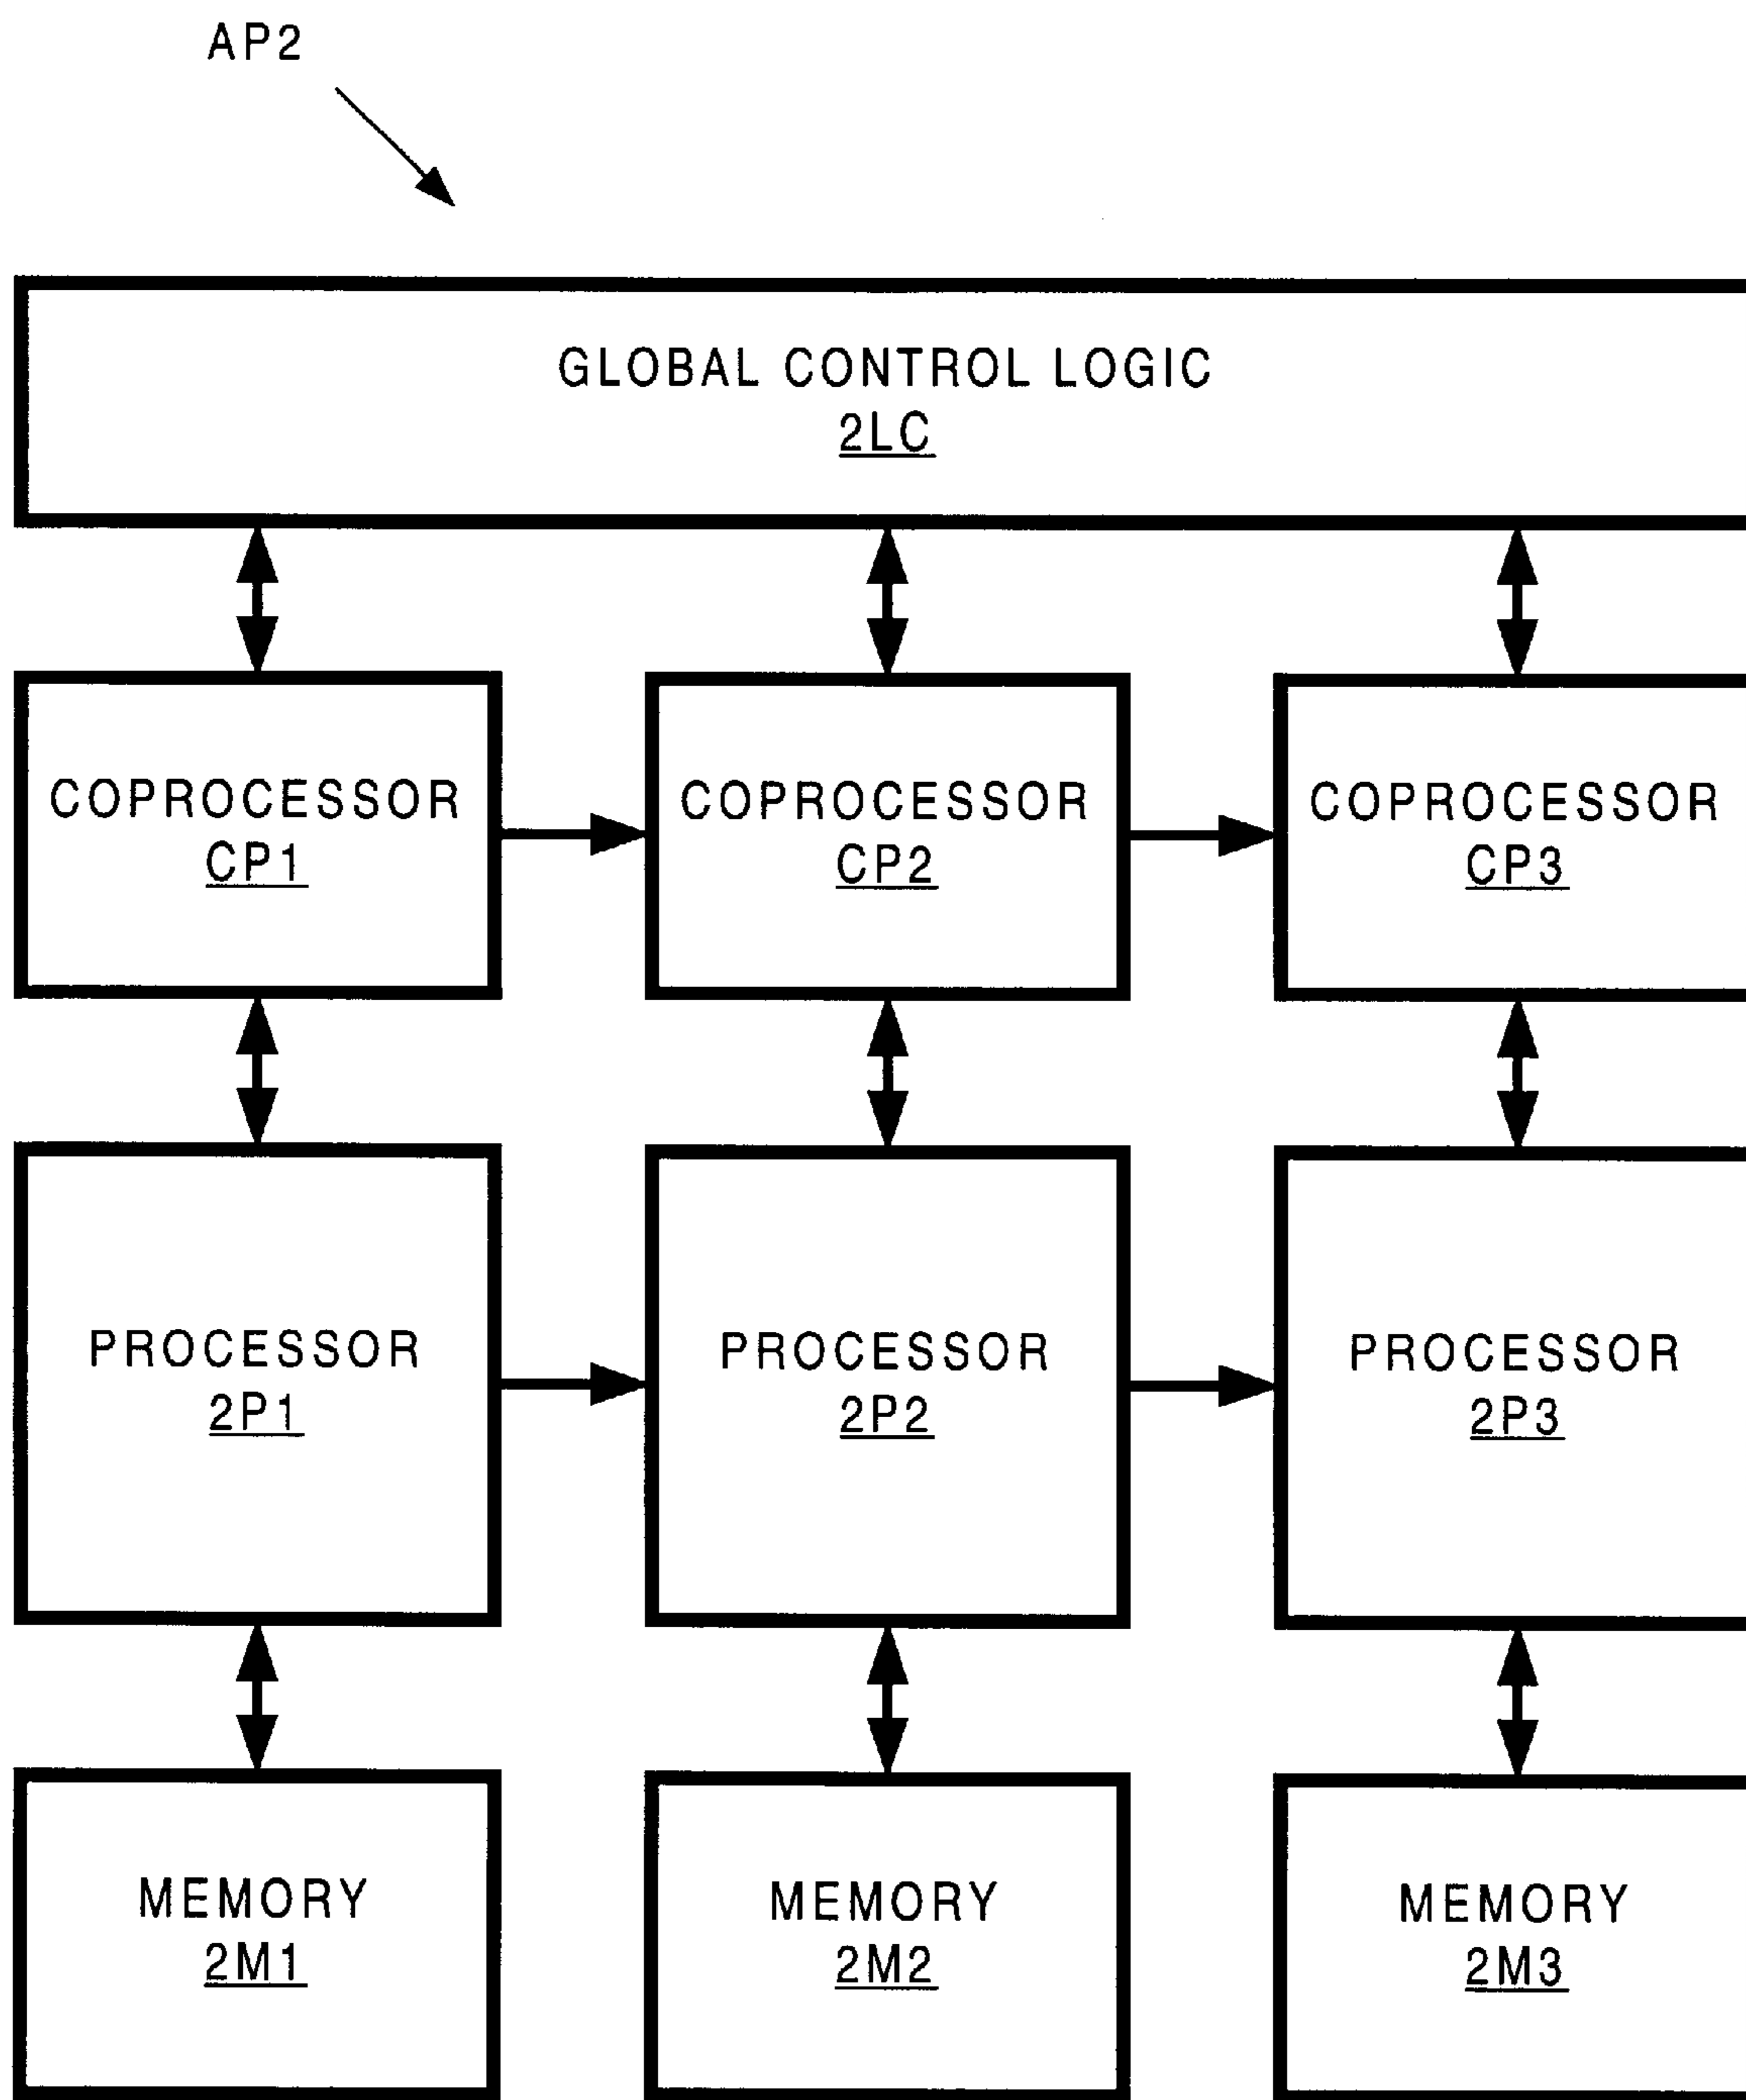 AP2
GLOBAL CONTROL LOGIC
2LC
COPROCESSOR
CP1
COPROCESSOR
CP2
COPROCESSOR
CP3
PROCESSOR
2P1
PROCESSOR
2P2
PROCESSOR
2P3
MEMORY
2M1
MEMORY
2M2
MEMORY
2M3